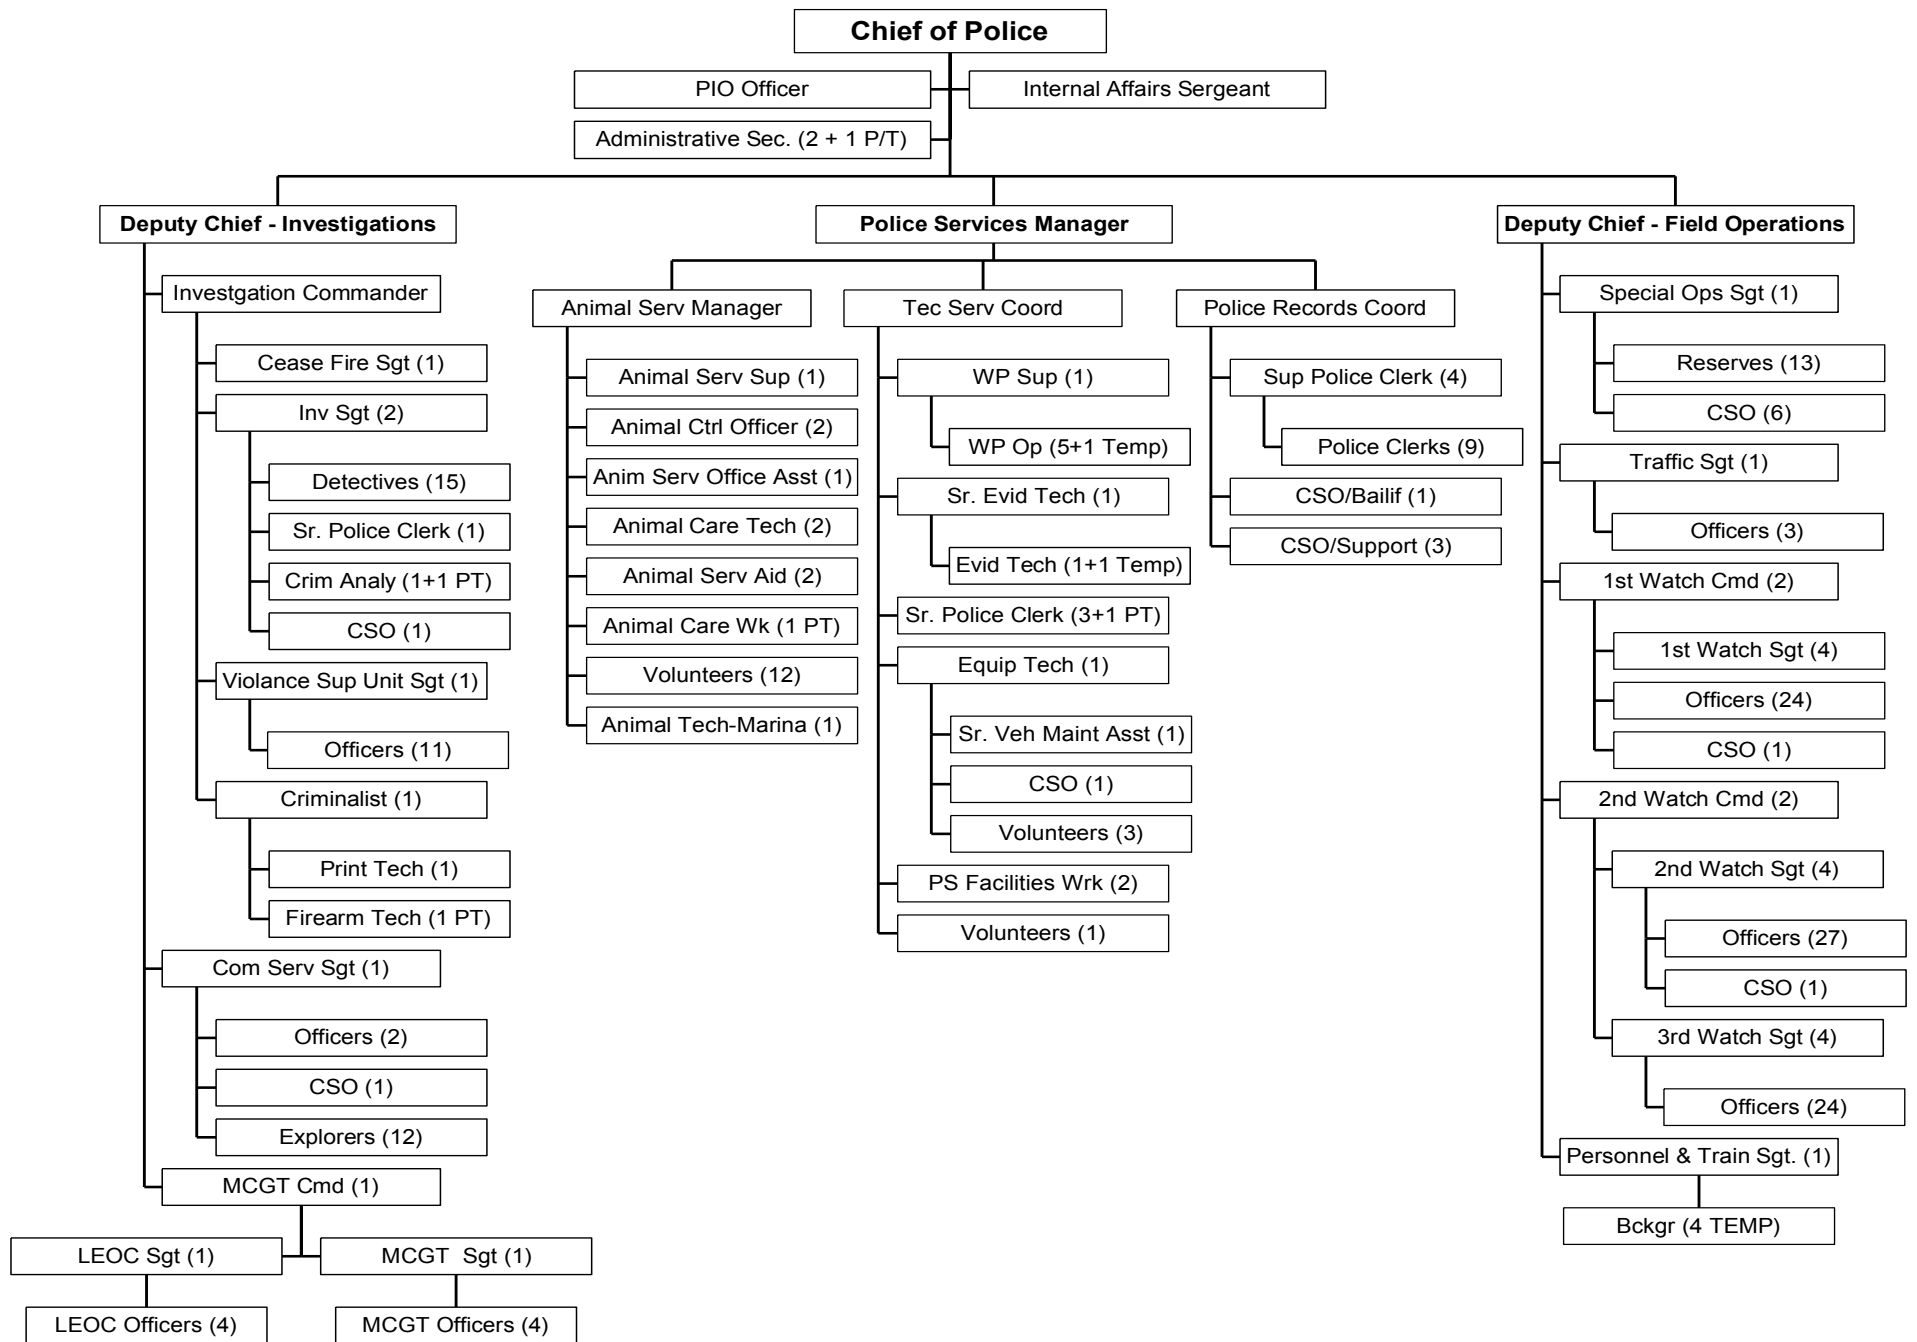 Chief of Police
PIO Officer
Internal Affairs Sergeant
Administrative Sec. (2 + 1 P/T)
Deputy Chief - Investigations
Investgation Commander
Cease Fire Sgt (1)
Inv Sgt (2)
Detectives (15)
Sr. Police Clerk (1)
Crim Analy (1+1 PT)
CSO (1)
Violance Sup Unit Sgt (1)
Officers (11)
Criminalist (1)
Print Tech (1)
Firearm Tech (1 PT)
Com Serv Sgt (1)
Officers (2)
CSO (1)
Explorers (12)
MCGT Cmd (1)
LEOC Sgt (1)
LEOC Officers (4)
MCGT Sgt (1)
MCGT Officers (4)
Police Services Manager
Animal Serv Manager
Animal Serv Sup (1)
Animal Ctrl Officer (2)
Anim Serv Office Asst (1)
Animal Care Tech (2)
Animal Serv Aid (2)
Animal Care Wk (1 PT)
Volunteers (12)
Animal Tech-Marina (1)
Tec Serv Coord
WP Sup (1)
WP Op (5+1 Temp)
Sr. Evid Tech (1)
Evid Tech (1+1 Temp)
Sr. Police Clerk (3+1 PT)
Equip Tech (1)
Sr. Veh Maint Asst (1)
CSO (1)
Volunteers (3)
PS Facilities Wrk (2)
Volunteers (1)
Police Records Coord
Sup Police Clerk (4)
Police Clerks (9)
CSO/Bailif (1)
CSO/Support (3)
Deputy Chief - Field Operations
Special Ops Sgt (1)
Reserves (13)
CSO (6)
Traffic Sgt (1)
Officers (3)
1st Watch Cmd (2)
1st Watch Sgt (4)
Officers (24)
CSO (1)
2nd Watch Cmd (2)
2nd Watch Sgt (4)
Officers (27)
CSO (1)
3rd Watch Sgt (4)
Officers (24)
Personnel & Train Sgt. (1)
Bckgr (4 TEMP)